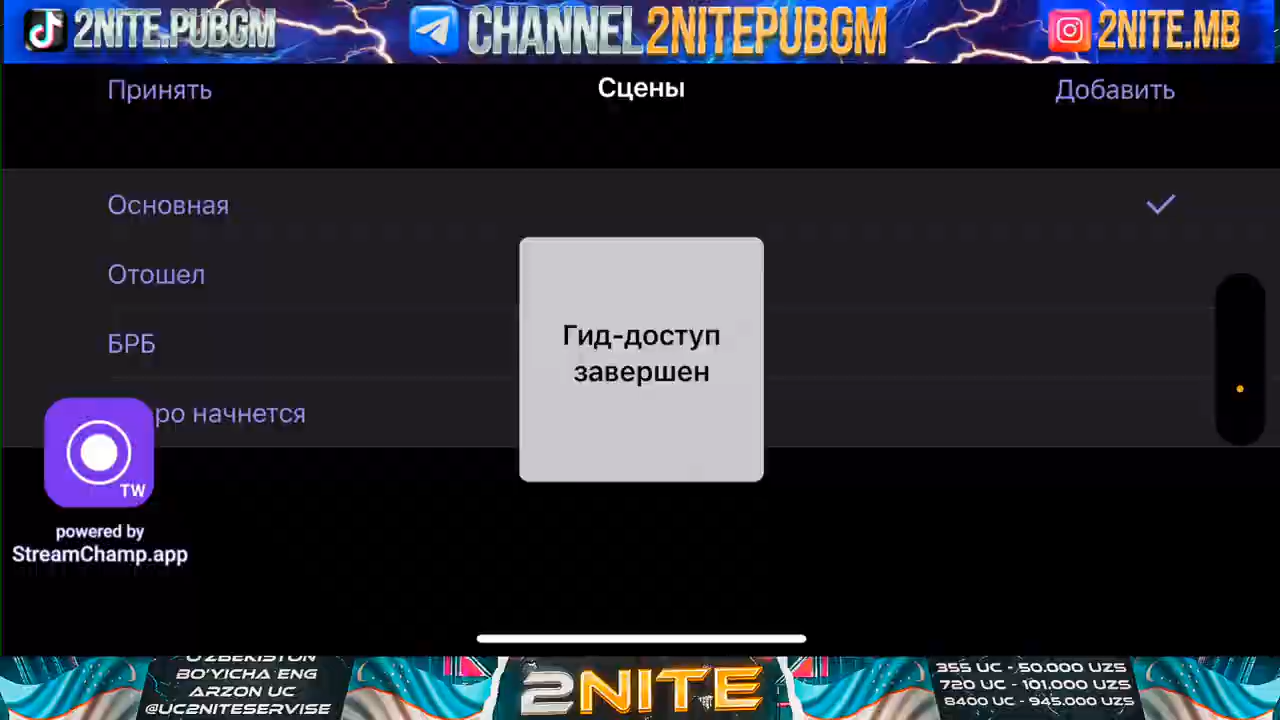 2NITE.PUBGM
CHANNEL2NITEPUBGM
2NITE.MB
Принять
Сцены
Добавить
Основная
Отошел
БРБ
ро начнется
Гид-доступ
завершен
TW
powered by
StreamChamp.app
O'ZBEKISTON
BO'YICHA ENG
ARZON UC
@UC2NITESERVISE
2NITE
355 UC - 50.000 UZS
720 UC - 101.000 UZS
8400 UC - 945.000 UZS